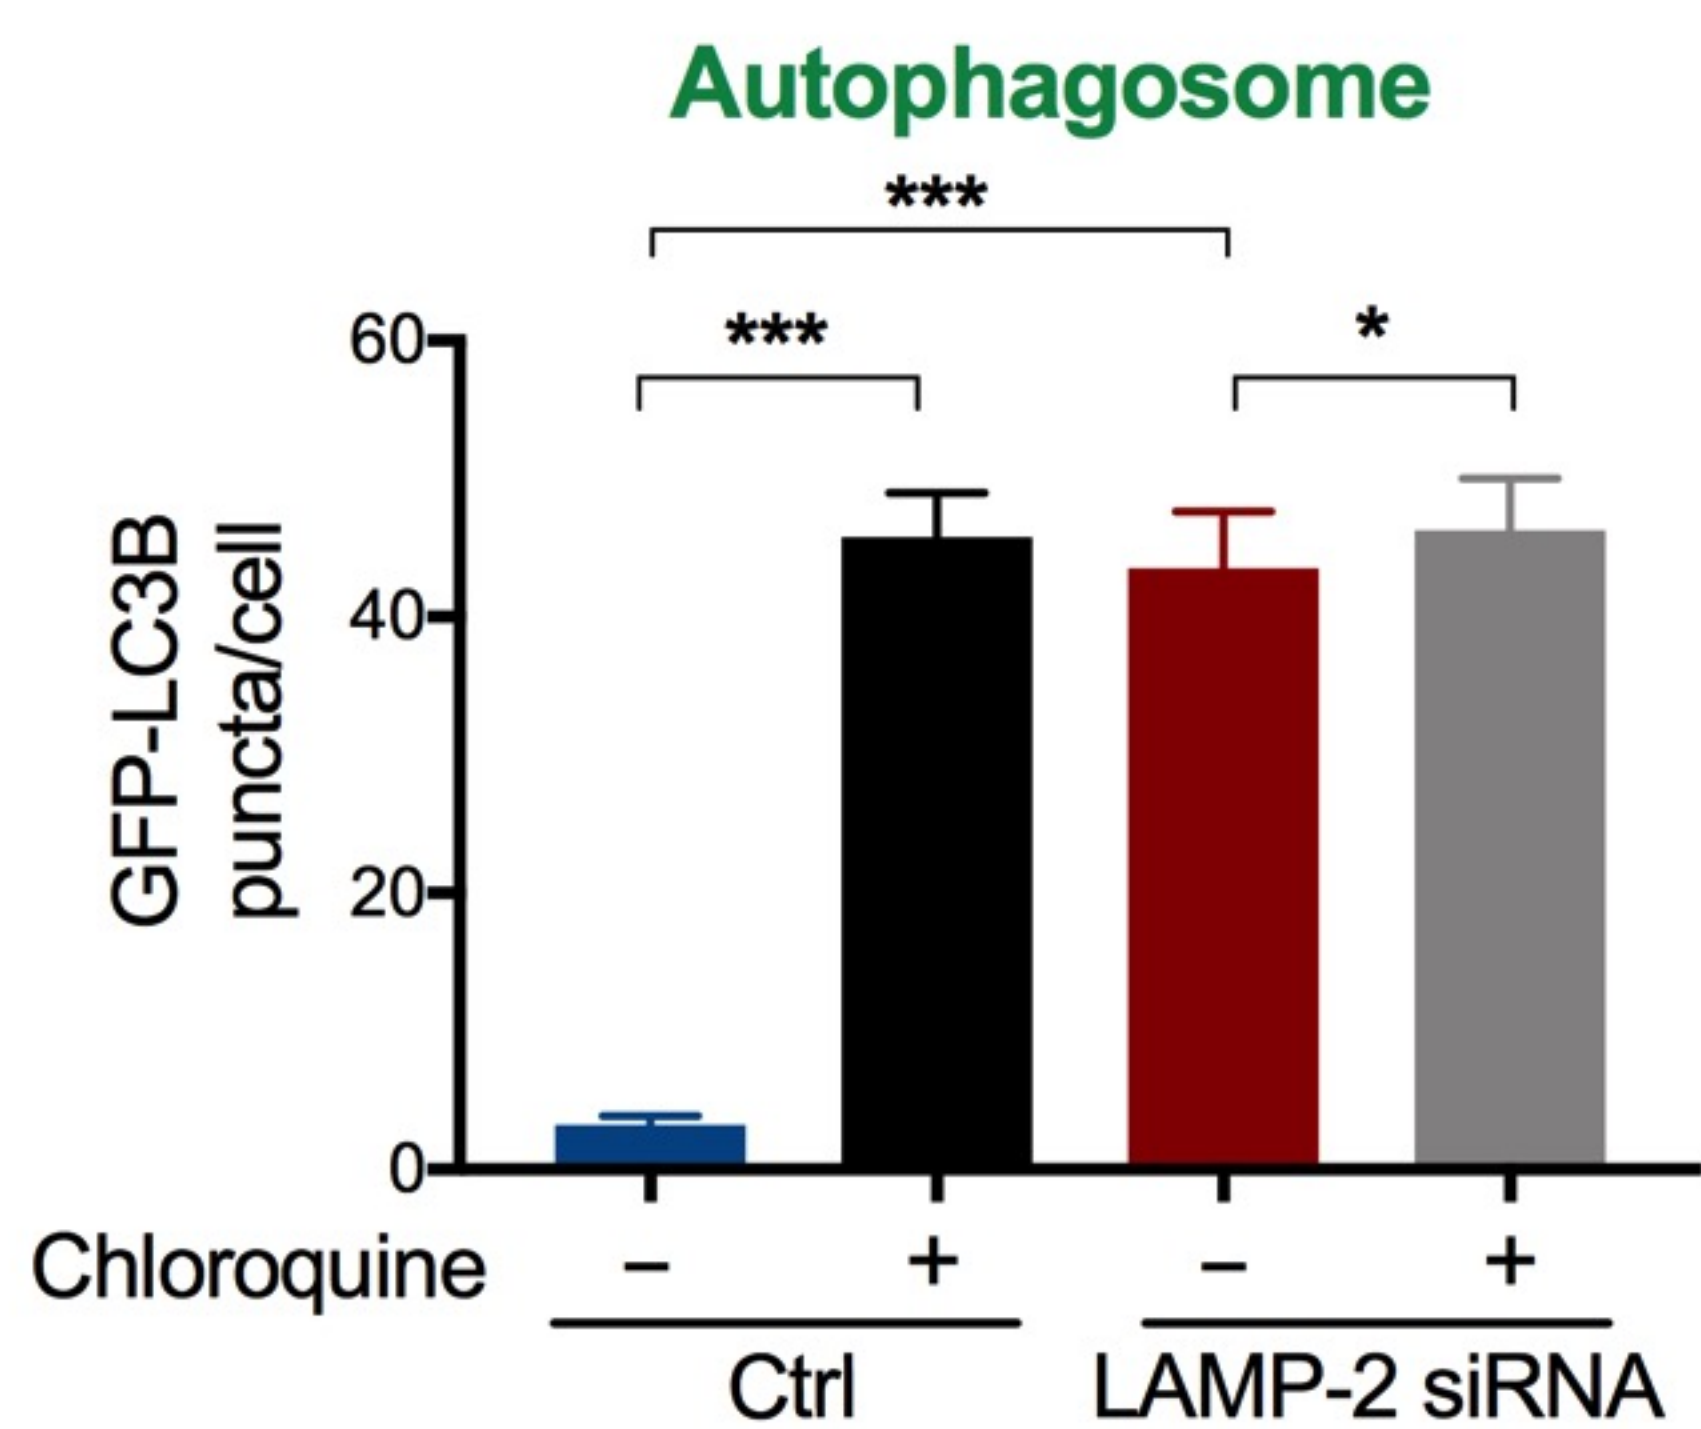 Autophagosome
***
*** *
60
40
20
0
GFP-LC3B
puncta/cell
Chloroquine – + – +
Ctrl LAMP-2 siRNA